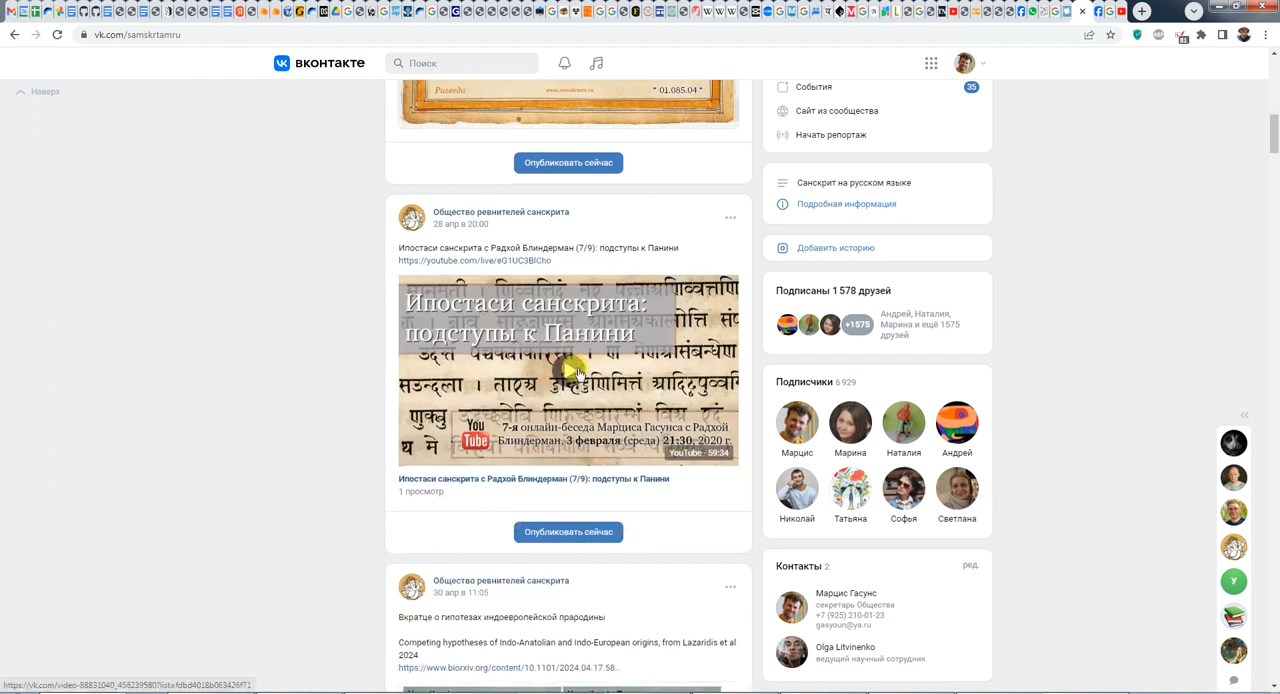 vk.com/samskrtamru
81
ВКОНТАКТЕ
Поиск
Наверх
Ригведа
www.samskrtam.ru
* 01.085.04 *
Опубликовать сейчас
События
35
Сайт из сообщества
Начать репортаж
Санскрит на русском языке
Подробная информация
Добавить историю
Общество ревнителей санскрита
28 апр в 20:00
Ипостаси санскрита с Радхой Блиндерман (7/9): подступы к Панини
https://youtube.com/live/eG1UC3BlCho
Ипостаси санскрита:
подступы к Панини
You
Tube
7-я онлайн-беседа Марциса Гасунса с Радхой
Блиндерман, 3 февраля (среда) 21:30, 2020 г.
YouTube · 59:34
Ипостаси санскрита с Радхой Блиндерман (7/9): подступы к Панини
1 просмотр
Опубликовать сейчас
Подписаны 1 578 друзей
+1575
Андрей, Наталия,
Марина и ещё 1575
друзей
Подписчики 6 929
Марцис
Марина
Наталия
Андрей
Николай
Татьяна
Софья
Светлана
Контакты 2
ред.
Марцис Гасунс
секретарь Общества
+7 (925) 210-01-23
gasyoun@ya.ru
Olga Litvinenko
ведущий научный сотрудник
Общество ревнителей санскрита
30 апр в 11:05
Вкратце о гипотезах индоевропейской прародины
Competing hypotheses of Indo-Anatolian and Indo-European origins, from Lazaridis et al.
2024
https://www.biorxiv.org/content/10.1101/2024.04.17.58..
У
https://vk.com/video-88831040_456239580?list=fdbd4018b063426f71